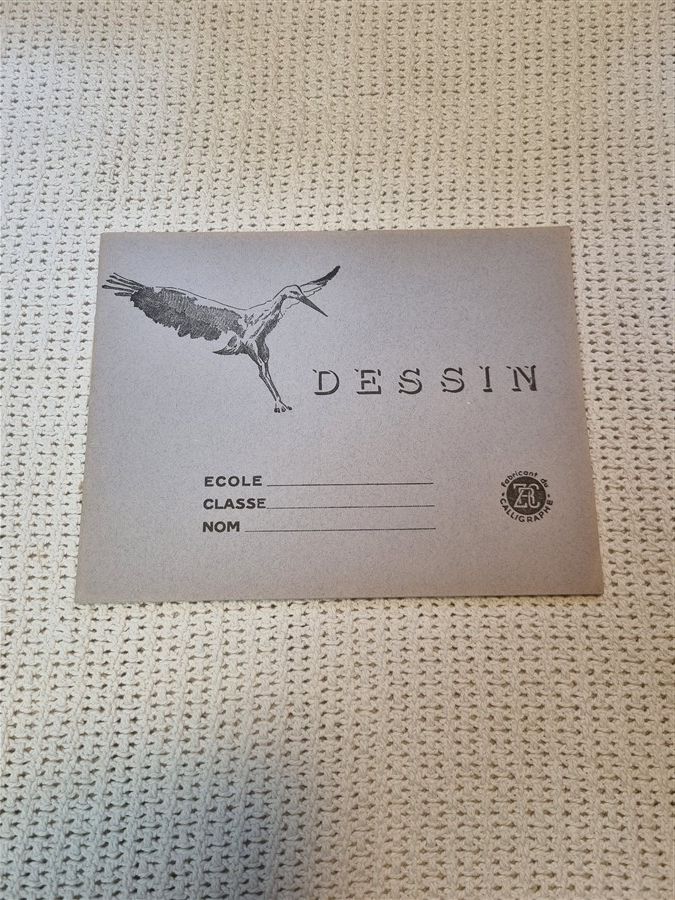 DESSIN
ECOLE
CLASSE
NOM
Fabricant du
CALLIGRAPHE